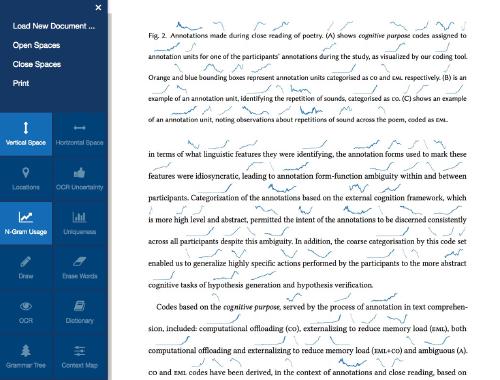 ×
Load New Document ...
Open Spaces
Close Spaces
Print
Vertical Space
Horizontal Space
Locations
OCR Uncertainty
N-Gram Usage
Uniqueness
Draw
Erase Words
OCR
Dictionary
Grammar Tree
Context Map
Fig. 2. Annotations made during close reading of poetry. (A) shows cognitive purpose codes assigned to
annotation units for one of the participants' annotations during the study, as visualized by our coding tool.
Orange and blue bounding boxes represent annotation units categorised as CO and EML respectively. (B) is an
example of an annotation unit, identifying the repetition of sounds, categorised as CO. (C) shows an example
of an annotation unit, noting observations about repetitions of sound across the poem, coded as EML.
in terms of what linguistic features they were identifying, the annotation forms used to mark these
features were idiosyncratic, leading to annotation form-function ambiguity within and between
participants. Categorization of the annotations based on the external cognition framework, which
is more high level and abstract, permitted the intent of the annotations to be discerned consistently
across all participants despite this ambiguity. In addition, the coarse categorisation by this code set
enabled us to generalize highly specific actions performed by the participants to the more abstract
cognitive tasks of hypothesis generation and hypothesis verification.
Codes based on the cognitive purpose, served by the process of annotation in text comprehen-
sion, included: computational offloading (CO), externalizing to reduce memory load (EML), both
computational offloading and externalizing to reduce memory load (EML+CO) and ambiguous (A).
CO and EML codes have been derived, in the context of annotations and close reading, based on